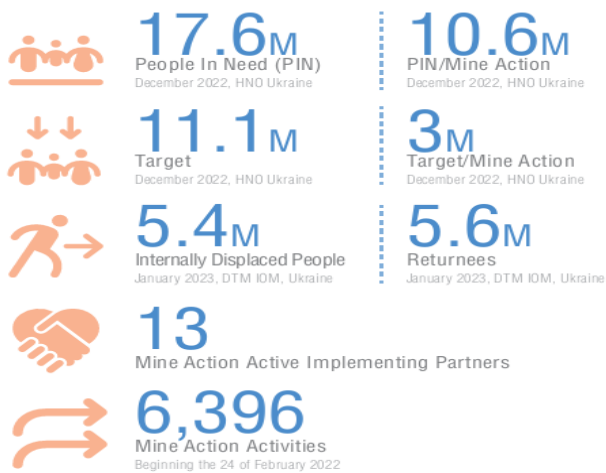 17.6M
People In Need (PIN)
December 2022, HNO Ukraine
10.6M
PIN/Mine Action
December 2022, HNO Ukraine
11.1M
Target
December 2022, HNO Ukraine
3M
Target/Mine Action
December 2022, HNO Ukraine
5.4M
Internally Displaced People
January 2023, DTM IOM, Ukraine
5.6M
Returnees
January 2023, DTM IOM, Ukraine
13
Mine Action Active Implementing Partners
6,396
Mine Action Activities
Beginning the 24 of February 2022